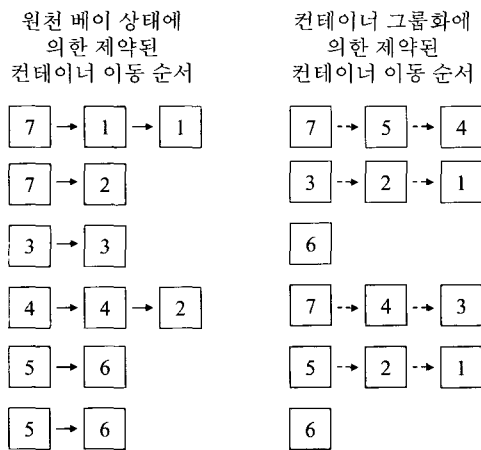 원천 베이 상태에
의한 제약된
컨테이너 이동 순서
7 → 1 → 1
7 → 2
3 → 3
4 → 4 → 2
5 → 6
5 → 6
컨테이너 그룹화에
의한 제약된
컨테이너 이동 순서
7 ⇢ 5 ⇢ 4
3 ⇢ 2 ⇢ 1
6
7 ⇢ 4 ⇢ 3
5 ⇢ 2 ⇢ 1
6